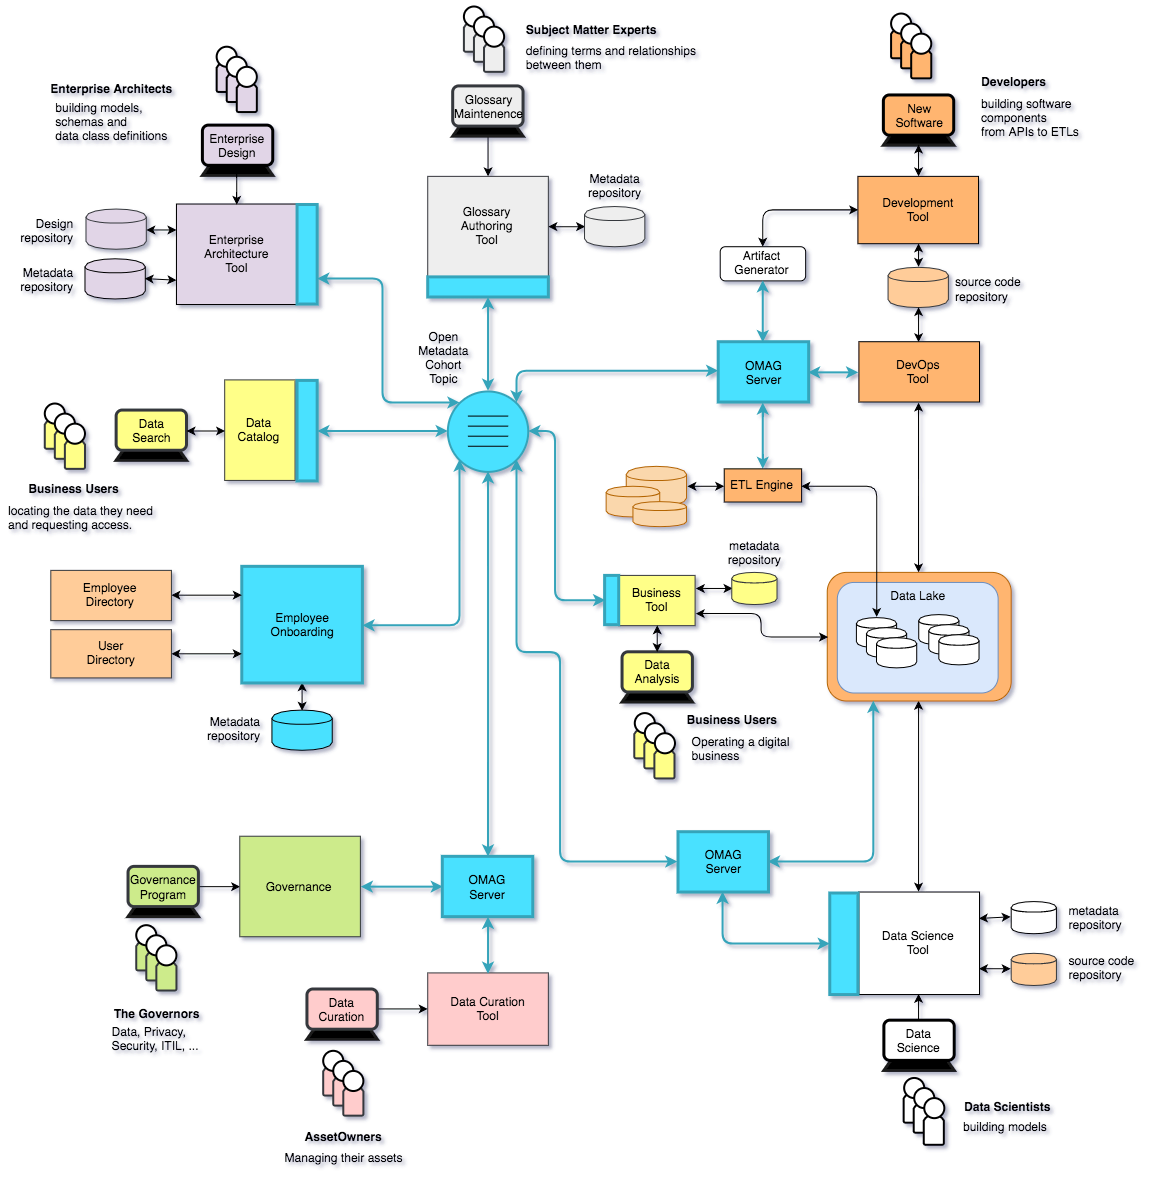 Subject Matter Experts
defining terms and relationships
between them
Enterprise Architects
building models,
schemas and
data class definitions
Developers
building software
components
from APIs to ETLs
Glossary
Maintenence
New
Software
Enterprise
Design
Metadata
repository
Design
repository
Metadata
repository
Enterprise
Architecture
Tool
Glossary
Authoring
Tool
Development
Tool
Artifact
Generator
source code
repository
Open
Metadata
Cohort
Topic
OMAG
Server
DevOps
Tool
Data
Search
Data
Catalog
Business Users
locating the data they need
and requesting access.
ETL Engine
metadata
repository
Employee
Directory
User
Directory
Employee
Onboarding
Metadata
repository
Business
Tool
Data
Analysis
Data Lake
Business Users
Operating a digital
business
OMAG
Server
Governance
Program
Governance
OMAG
Server
The Governors
Data, Privacy,
Security, ITIL, ...
Data Science
Tool
metadata
repository
source code
repository
Data
Curation
Data Curation
Tool
Data
Science
AssetOwners
Managing their assets
Data Scientists
building models